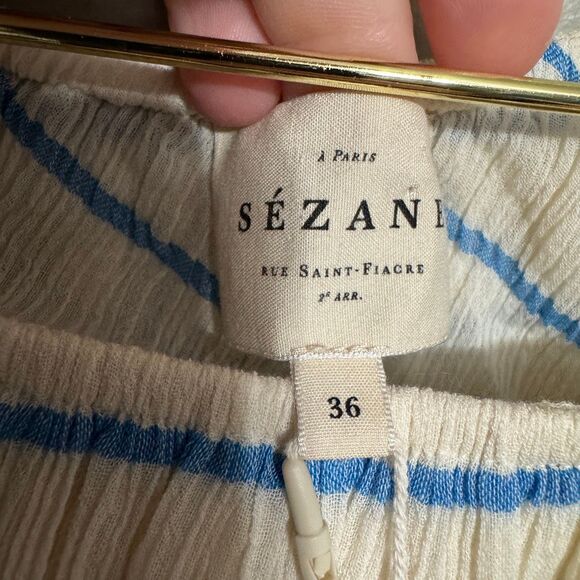 À PARIS
SÉZANE
RUE SAINT-FIACRE
2e ARR.
36